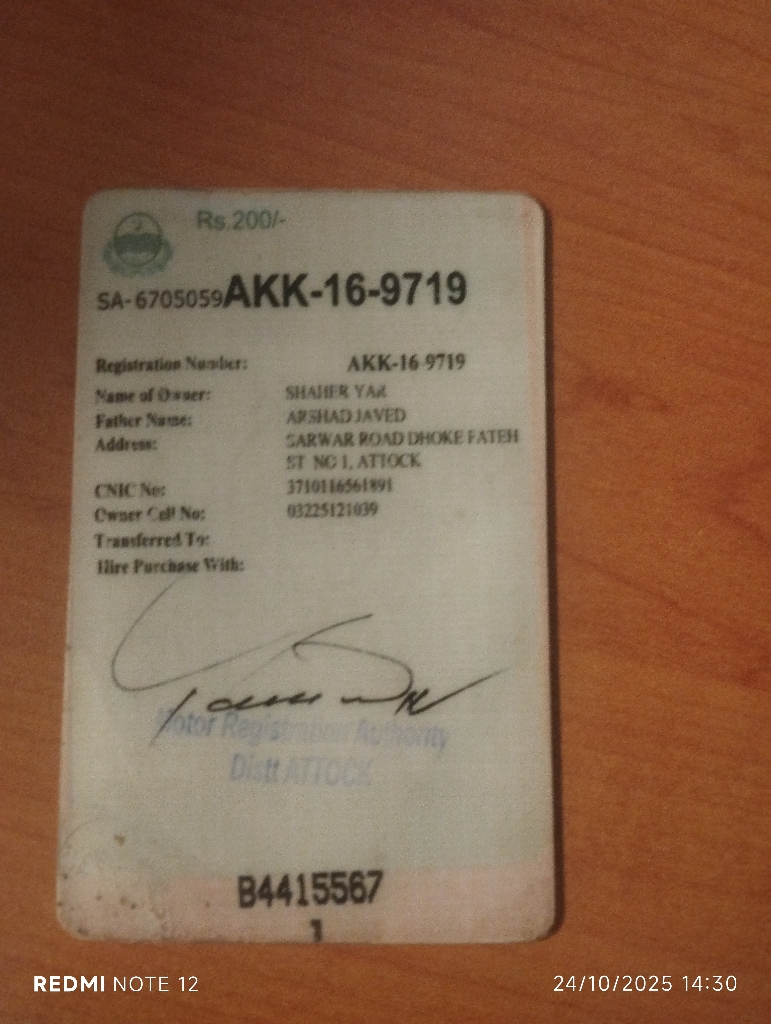 Rs.200/-
SA-6705059 AKK-16-9719
Registration Number: AKK-16-9719
Name of Owner: SHAHER YAR
Father Name: ARSHAD JAVED
Address: SARWAR ROAD DHOKE FATEH
ST NO 1, ATTOCK
CNIC No: 3710116561891
Owner Cell No: 03225121039
Transferred To:
Hire Purchase With:
Motor Registration Authority
Distt ATTOCK
B4415567
1
REDMI NOTE 12
24/10/2025 14:30